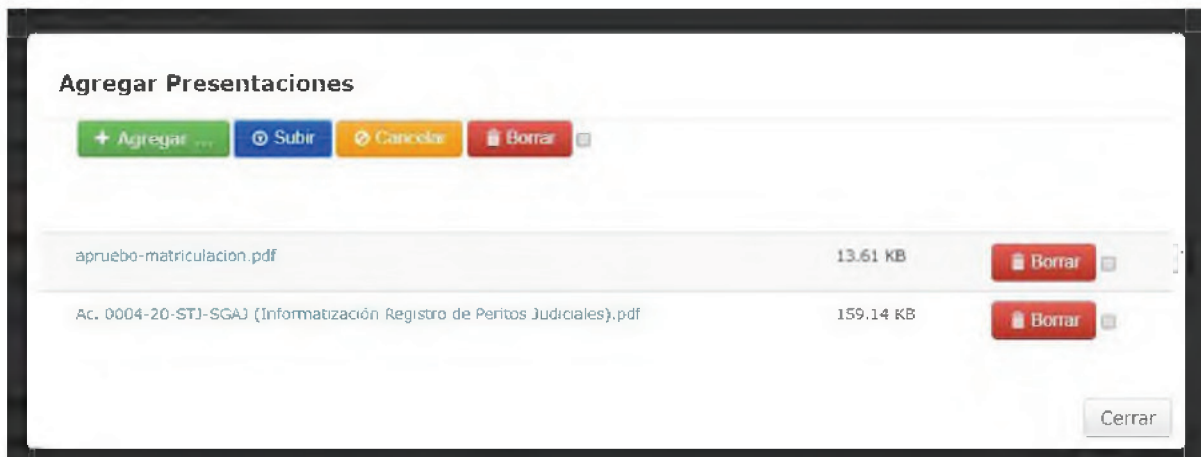 Agregar Presentaciones
+ Agregar ... Subir Cancelar Borrar
apruebo-matriculacion.pdf 13.61 KB Borrar
Ac. 0004-20-STJ-SGAJ (Informatización Registro de Peritos Judiciales).pdf 159.14 KB Borrar
Cerrar